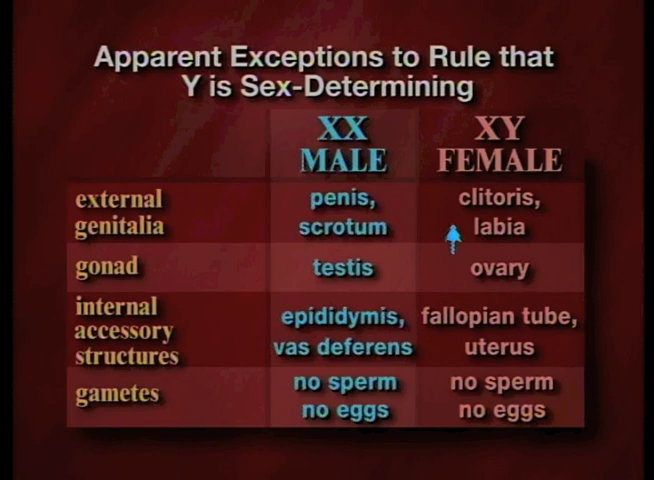 Apparent Exceptions to Rule that
Y is Sex-Determining
XX XY
MALE FEMALE
external penis, clitoris,
genitalia scrotum labia
gonad testis ovary
internal
accessory epididymis, fallopian tube,
structures vas deferens uterus
gametes no sperm no sperm
no eggs no eggs